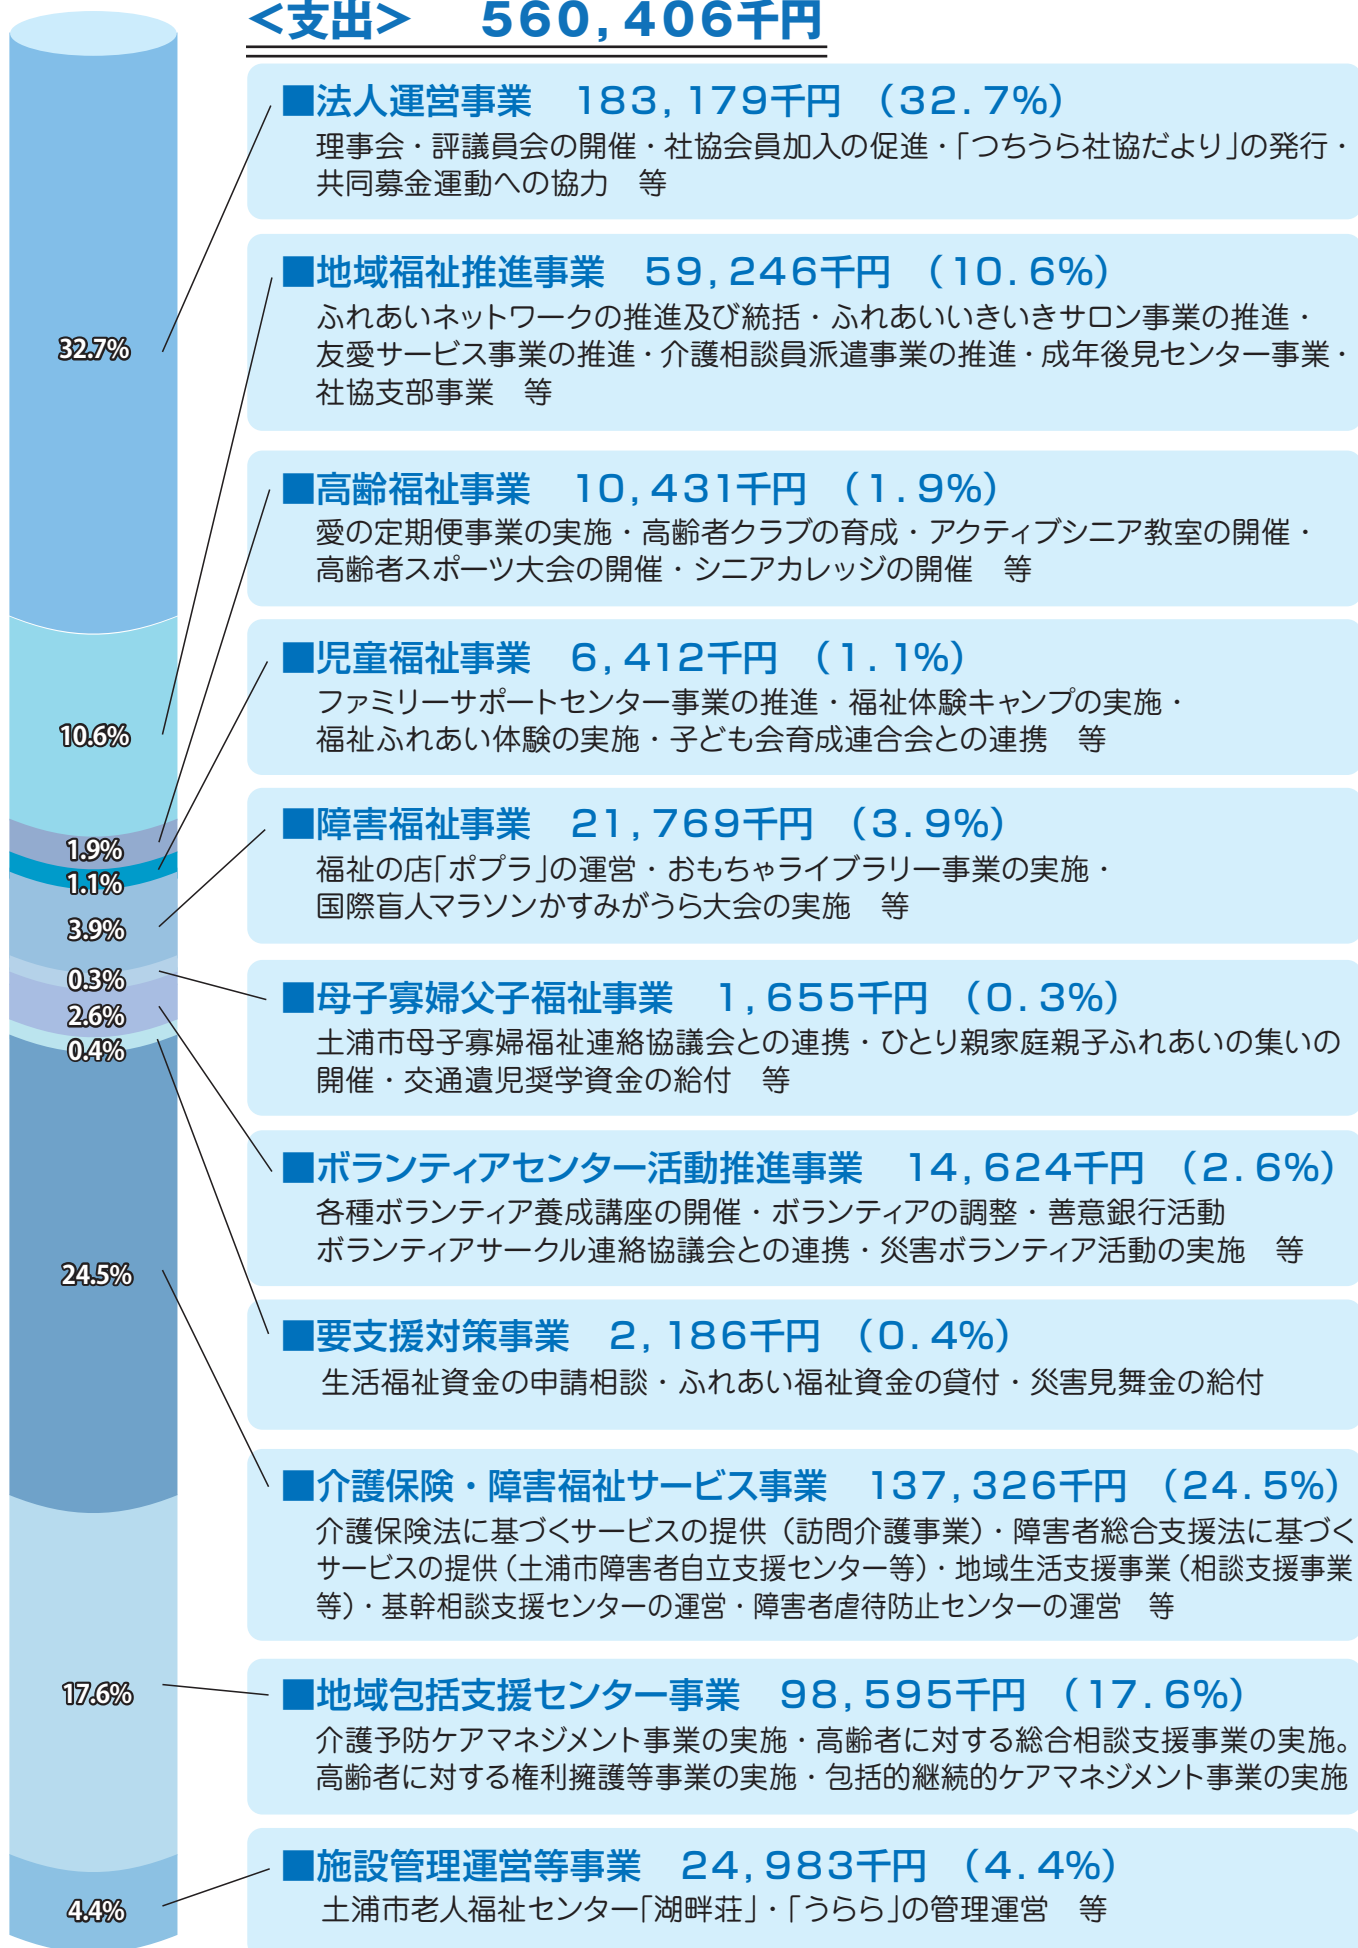 ＜支出＞　560,406千円
■法人運営事業　183,179千円　（32.7％）
理事会・評議員会の開催・社協会員加入の促進・「つちうら社協だより」の発行・
共同募金運動への協力　等
■地域福祉推進事業　59,246千円　（10.6％）
ふれあいネットワークの推進及び統括・ふれあいいきいきサロン事業の推進・
友愛サービス事業の推進・介護相談員派遣事業の推進・成年後見センター事業・
社協支部事業　等
■高齢福祉事業　10,431千円　（1.9％）
愛の定期便事業の実施・高齢者クラブの育成・アクティブシニア教室の開催・
高齢者スポーツ大会の開催・シニアカレッジの開催　等
■児童福祉事業　6,412千円　（1.1％）
ファミリーサポートセンター事業の推進・福祉体験キャンプの実施・
福祉ふれあい体験の実施・子ども会育成連合会との連携　等
■障害福祉事業　21,769千円　（3.9％）
福祉の店「ポプラ」の運営・おもちゃライブラリー事業の実施・
国際盲人マラソンかすみがうら大会の実施　等
■母子寡婦父子福祉事業　1,655千円　（0.3％）
土浦市母子寡婦福祉連絡協議会との連携・ひとり親家庭親子ふれあいの集いの
開催・交通遺児奨学資金の給付　等
■ボランティアセンター活動推進事業　14,624千円　（2.6％）
各種ボランティア養成講座の開催・ボランティアの調整・善意銀行活動
ボランティアサークル連絡協議会との連携・災害ボランティア活動の実施　等
■要支援対策事業　2,186千円　（0.4％）
生活福祉資金の申請相談・ふれあい福祉資金の貸付・災害見舞金の給付
■介護保険・障害福祉サービス事業　137,326千円　（24.5％）
介護保険法に基づくサービスの提供（訪問介護事業）・障害者総合支援法に基づく
サービスの提供（土浦市障害者自立支援センター等）・地域生活支援事業（相談支援事業
等）・基幹相談支援センターの運営・障害者虐待防止センターの運営　等
■地域包括支援センター事業　98,595千円　（17.6％）
介護予防ケアマネジメント事業の実施・高齢者に対する総合相談支援事業の実施。
高齢者に対する権利擁護等事業の実施・包括的継続的ケアマネジメント事業の実施
■施設管理運営等事業　24,983千円　（4.4％）
土浦市老人福祉センター「湖畔荘」・「うらら」の管理運営　等
32.7%
10.6%
1.9%
1.1%
3.9%
0.3%
2.6%
0.4%
24.5%
17.6%
4.4%